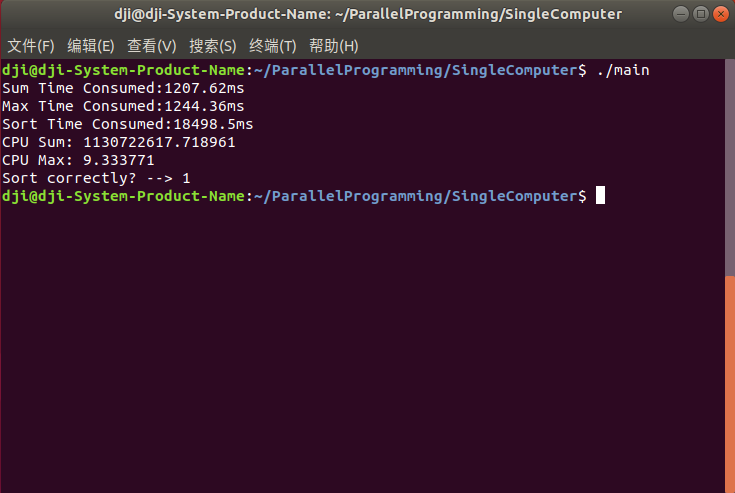 dji@dji-System-Product-Name: ~/ParallelProgramming/SingleComputer
文件(F) 编辑(E) 查看(V) 搜索(S) 终端(T) 帮助(H)
dji@dji-System-Product-Name:~/ParallelProgramming/SingleComputer$ ./main
Sum Time Consumed:1207.62ms
Max Time Consumed:1244.36ms
Sort Time Consumed:18498.5ms
CPU Sum: 1130722617.718961
CPU Max: 9.333771
Sort correctly? --> 1
dji@dji-System-Product-Name:~/ParallelProgramming/SingleComputer$